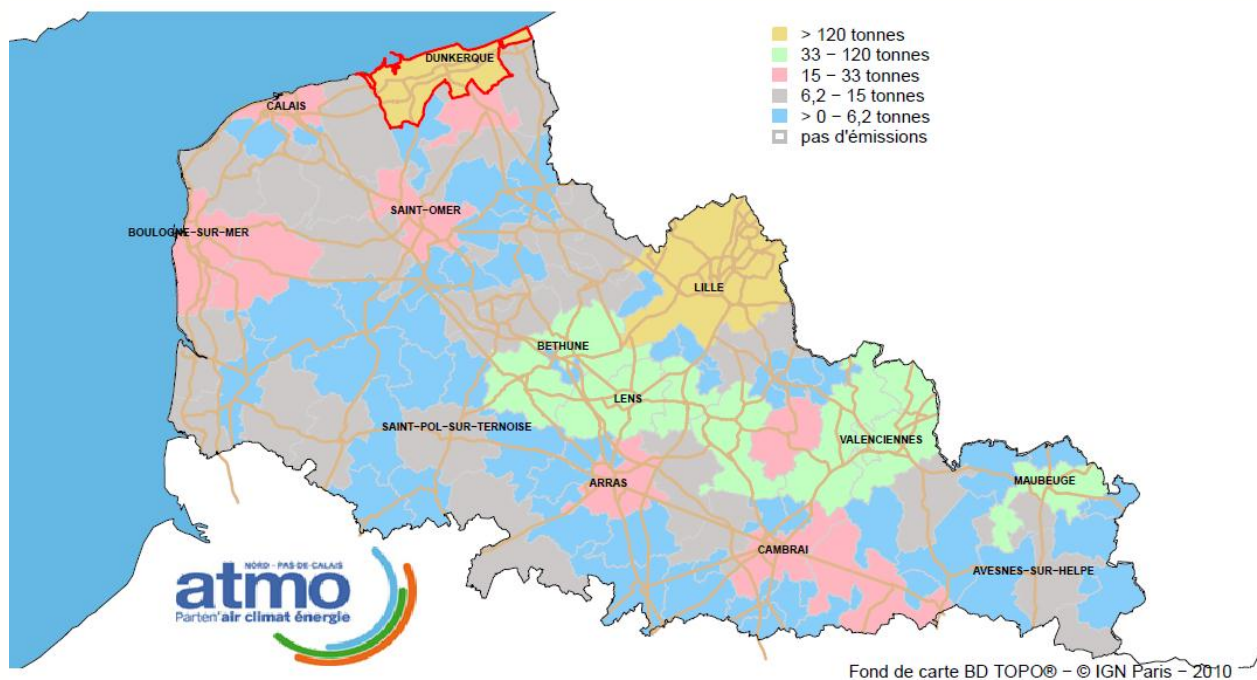 > 120 tonnes
33 – 120 tonnes
15 – 33 tonnes
6,2 – 15 tonnes
> 0 – 6,2 tonnes
pas d'émissions
DUNKERQUE
CALAIS
SAINT-OMER
BOULOGNE-SUR-MER
LILLE
BETHUNE
LENS
SAINT-POL-SUR-TERNOISE
VALENCIENNES
ARRAS
MAUBEUGE
CAMBRAI
AVESNES-SUR-HELPE
NORD - PAS-DE-CALAIS
atmo
Parten'air climat énergie
Fond de carte BD TOPO® – © IGN Paris – 2010